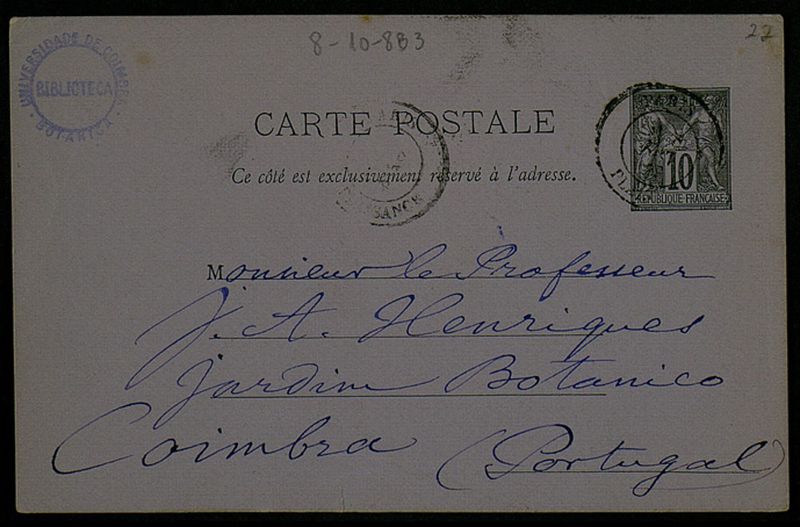 8-10-883
22
UNIVERSIDADE DE COIMBRA
BIBLIOTECA
BOTANICA
CARTE POSTALE
Ce côté est exclusivement réservé à l'adresse.
10
REPUBLIQUE FRANÇAISE
Monsieur le Professeur
J. A. Henriques
Jardim Botanico
Coimbra (Portugal)